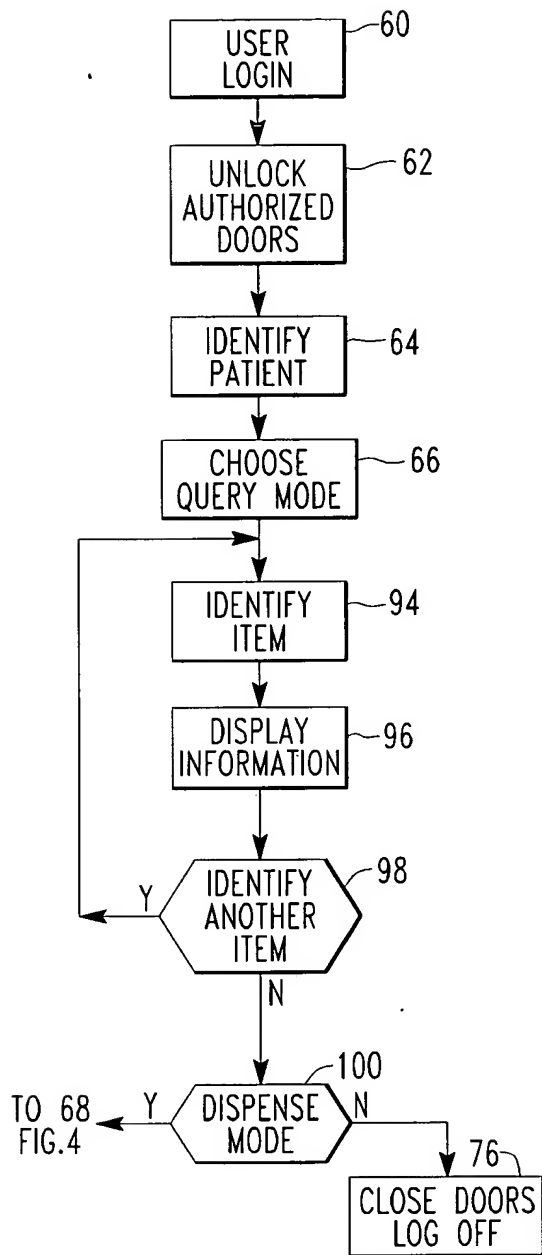 USER
LOGIN
60
UNLOCK
AUTHORIZED
DOORS
62
IDENTIFY
PATIENT
64
CHOOSE
QUERY MODE
66
IDENTIFY
ITEM
94
DISPLAY
INFORMATION
96
IDENTIFY
ANOTHER
ITEM
98
Y
N
100
DISPENSE
MODE
Y
N
TO 68
FIG.4
76
CLOSE DOORS
LOG OFF